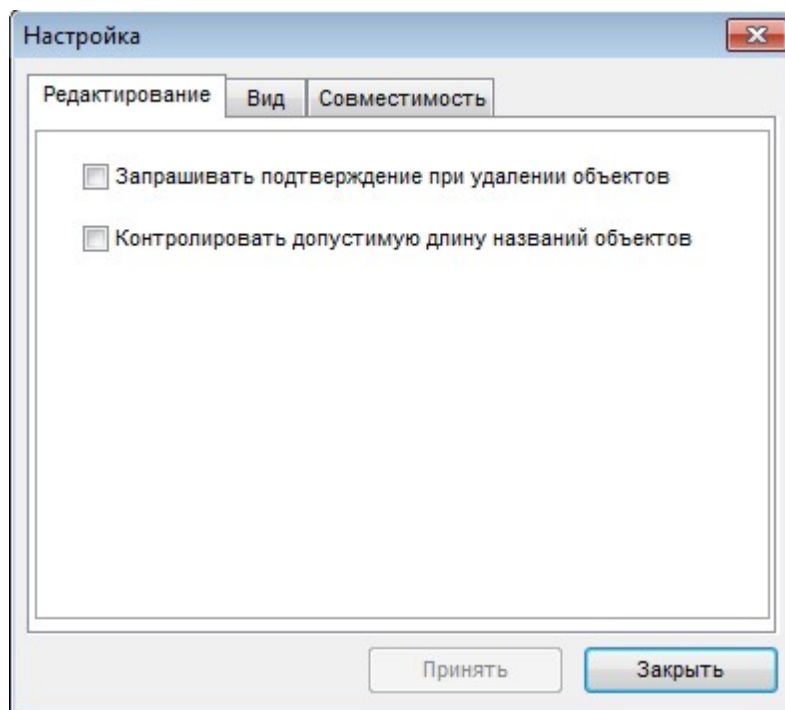 Настройка
Редактирование Вид Совместимость
Запрашивать подтверждение при удалении объектов
Контролировать допустимую длину названий объектов
Принять Закрыть